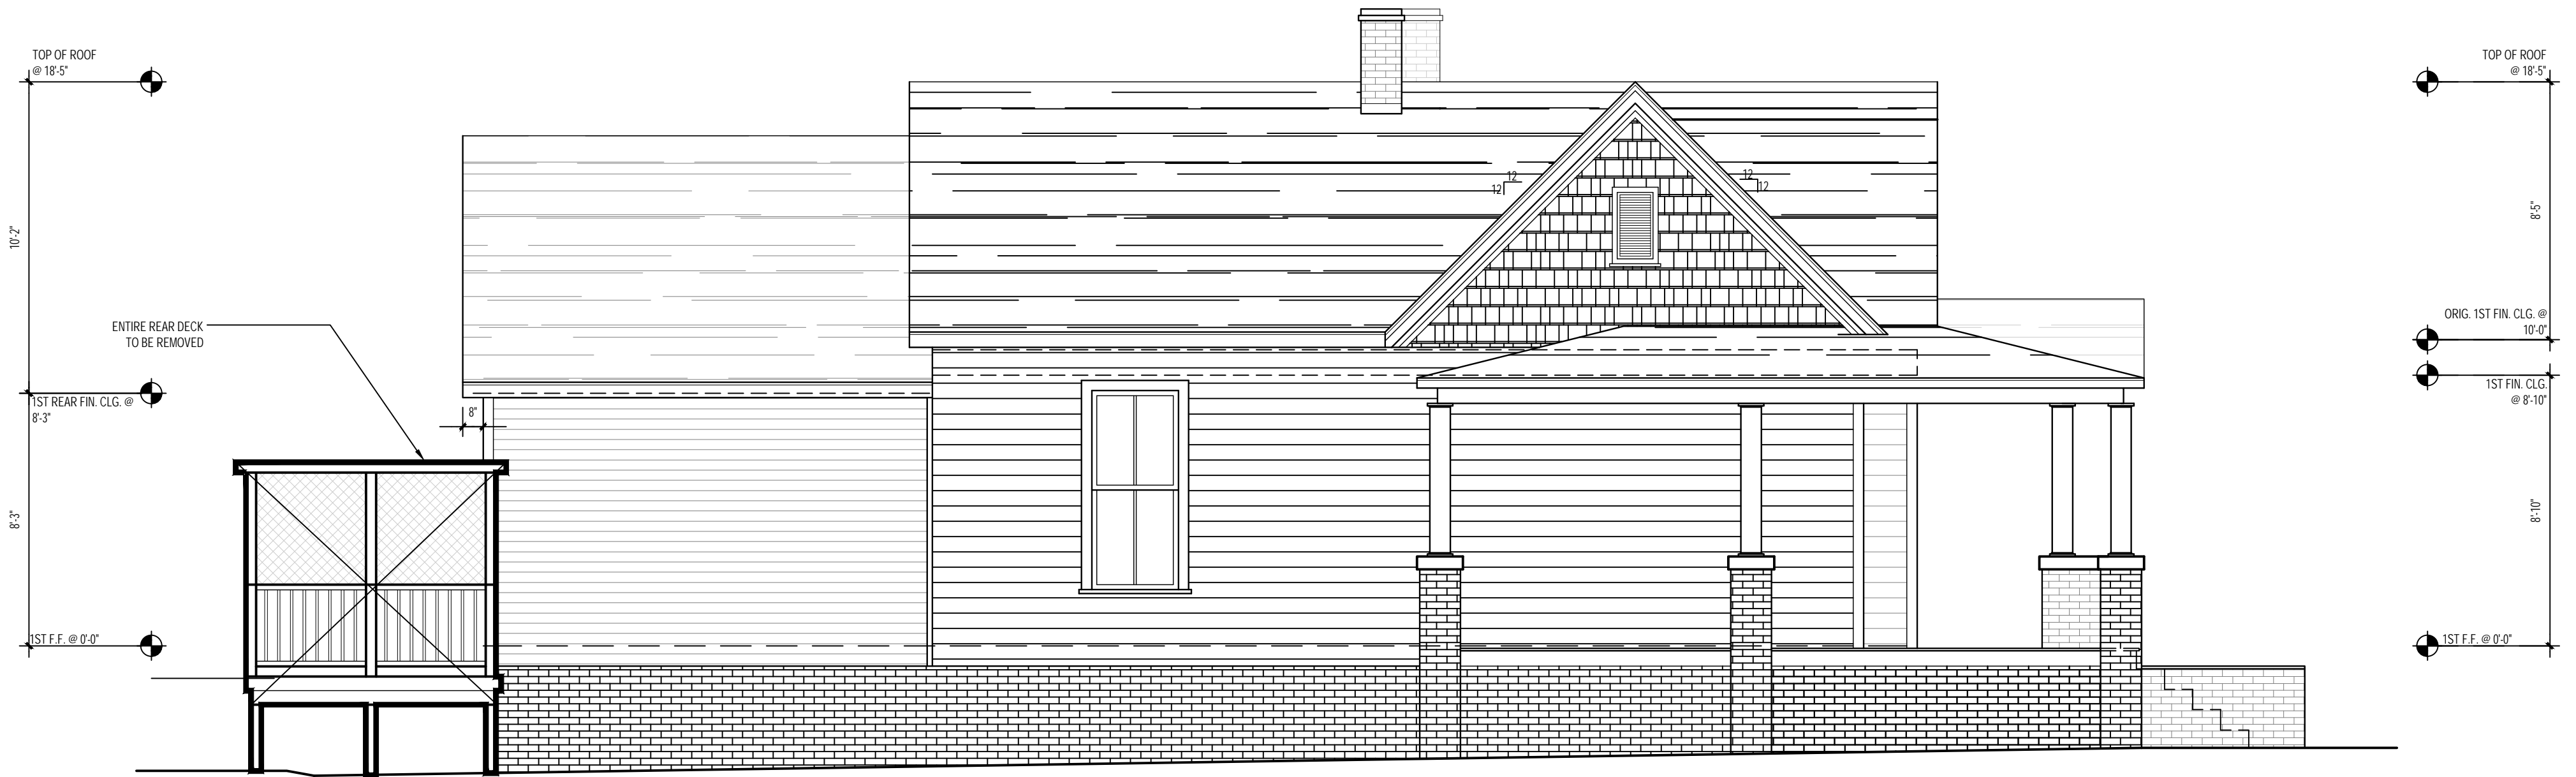 TOP OF ROOF
@ 18'-5"
TOP OF ROOF
@ 18'-5"
12
12
12
12
10'-2"
8'-5"
ENTIRE REAR DECK
TO BE REMOVED
ORIG. 1ST FIN. CLG. @
10'-0"
1ST REAR FIN. CLG. @
8'-3"
8"
1ST FIN. CLG.
@ 8'-10"
8'-3"
8'-10"
1ST F.F. @ 0'-0"
1ST F.F. @ 0'-0"